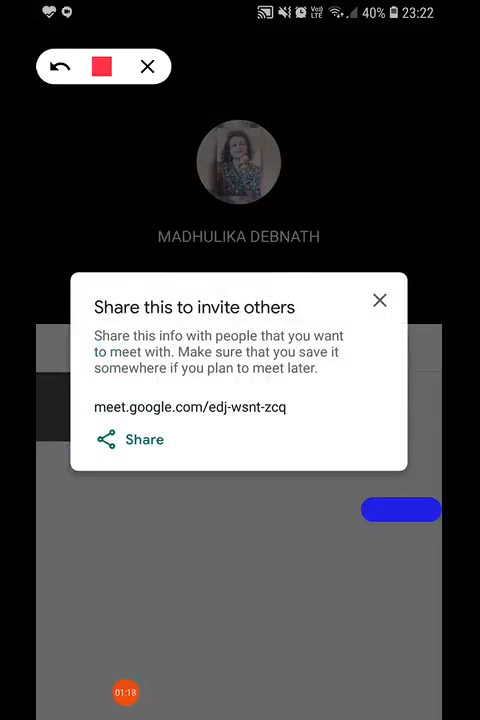 Vo))
LTE
40%
23:22
MADHULIKA DEBNATH
Share this to invite others
Share this info with people that you want
to meet with. Make sure that you save it
somewhere if you plan to meet later.
meet.google.com/edj-wsnt-zcq
Share
01:18